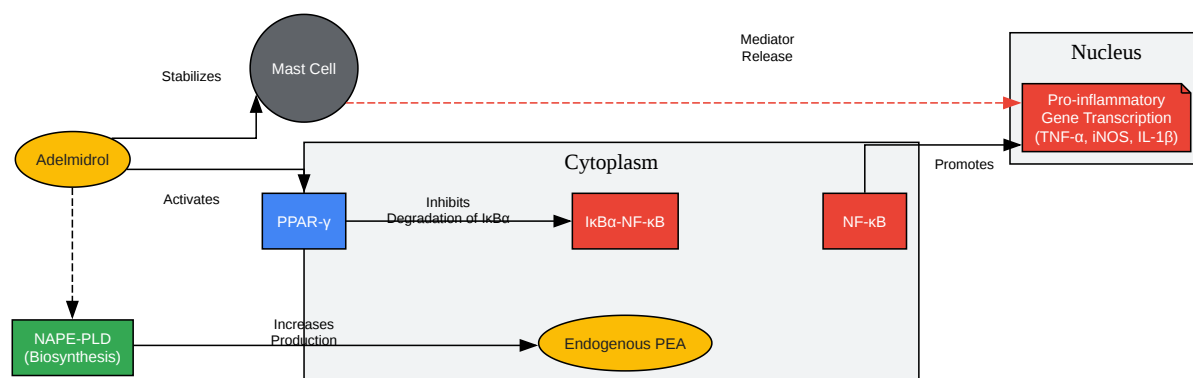 Mediator
Release
Nucleus
Mast Cell
Stabilizes
Pro-inflammatory
Gene Transcription
(TNF-α, iNOS, IL-1β)
Adelmidrol
Cytoplasm
Promotes
Activates
PPAR-γ
Inhibits
Degradation of IκBα
IκBα-NF-κB
NF-κB
NAPE-PLD
(Biosynthesis)
Increases
Production
Endogenous PEA